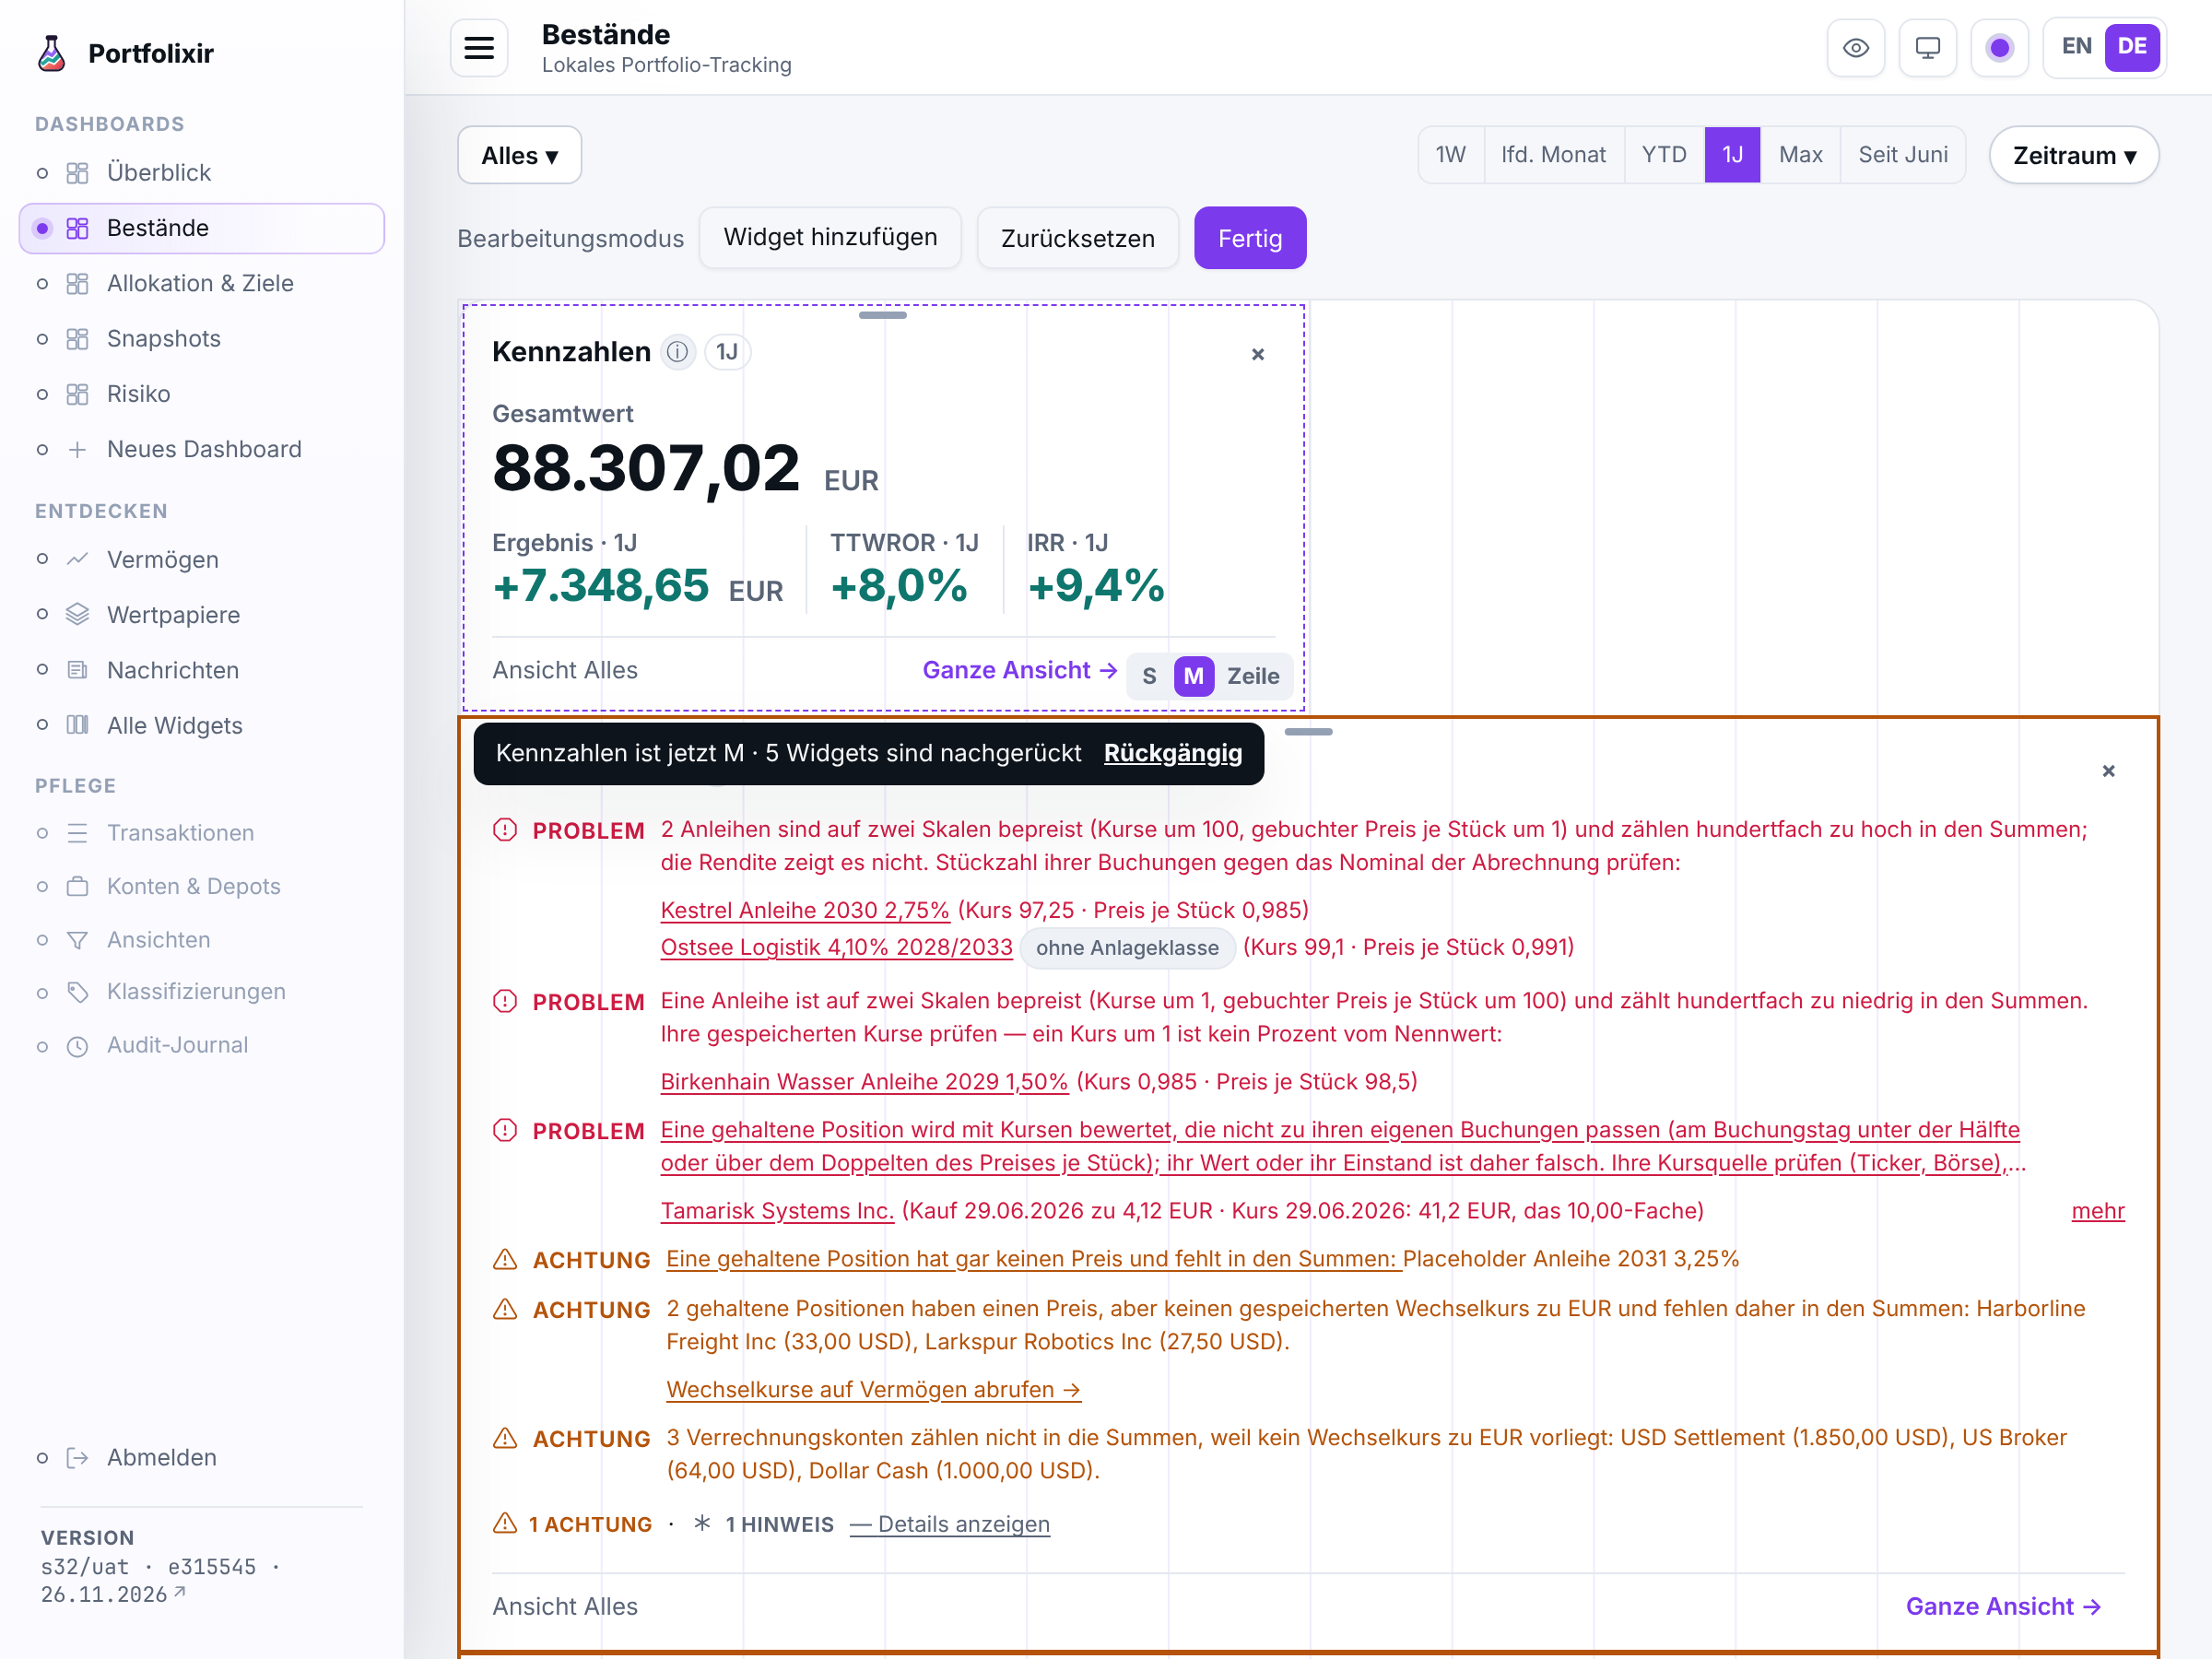 Portfolixir
DASHBOARDS
Überblick
Bestände
Allokation & Ziele
Snapshots
Risiko
Neues Dashboard
ENTDECKEN
Vermögen
Wertpapiere
Nachrichten
Alle Widgets
PFLEGE
Transaktionen
Konten & Depots
Ansichten
Klassifizierungen
Audit-Journal
Abmelden
VERSION
s32/uat · e315545 ·
26.11.2026↗
Bestände
Lokales Portfolio-Tracking
EN DE
Alles ▾
1W lfd. Monat YTD 1J Max Seit Juni Zeitraum ▾
Bearbeitungsmodus Widget hinzufügen Zurücksetzen Fertig
Kennzahlen ⓘ 1J ×
Gesamtwert
88.307,02 EUR
Ergebnis · 1J TTWROR · 1J IRR · 1J
+7.348,65 EUR +8,0% +9,4%
Ansicht Alles Ganze Ansicht → S M Zeile
Kennzahlen ist jetzt M · 5 Widgets sind nachgerückt Rückgängig
×
PROBLEM 2 Anleihen sind auf zwei Skalen bepreist (Kurse um 100, gebuchter Preis je Stück um 1) und zählen hundertfach zu hoch in den Summen;
die Rendite zeigt es nicht. Stückzahl ihrer Buchungen gegen das Nominal der Abrechnung prüfen:
Kestrel Anleihe 2030 2,75% (Kurs 97,25 · Preis je Stück 0,985)
Ostsee Logistik 4,10% 2028/2033 ohne Anlageklasse (Kurs 99,1 · Preis je Stück 0,991)
PROBLEM Eine Anleihe ist auf zwei Skalen bepreist (Kurse um 1, gebuchter Preis je Stück um 100) und zählt hundertfach zu niedrig in den Summen.
Ihre gespeicherten Kurse prüfen — ein Kurs um 1 ist kein Prozent vom Nennwert:
Birkenhain Wasser Anleihe 2029 1,50% (Kurs 0,985 · Preis je Stück 98,5)
PROBLEM Eine gehaltene Position wird mit Kursen bewertet, die nicht zu ihren eigenen Buchungen passen (am Buchungstag unter der Hälfte
oder über dem Doppelten des Preises je Stück); ihr Wert oder ihr Einstand ist daher falsch. Ihre Kursquelle prüfen (Ticker, Börse),...
Tamarisk Systems Inc. (Kauf 29.06.2026 zu 4,12 EUR · Kurs 29.06.2026: 41,2 EUR, das 10,00-Fache) mehr
ACHTUNG Eine gehaltene Position hat gar keinen Preis und fehlt in den Summen: Placeholder Anleihe 2031 3,25%
ACHTUNG 2 gehaltene Positionen haben einen Preis, aber keinen gespeicherten Wechselkurs zu EUR und fehlen daher in den Summen: Harborline
Freight Inc (33,00 USD), Larkspur Robotics Inc (27,50 USD).
Wechselkurse auf Vermögen abrufen →
ACHTUNG 3 Verrechnungskonten zählen nicht in die Summen, weil kein Wechselkurs zu EUR vorliegt: USD Settlement (1.850,00 USD), US Broker
(64,00 USD), Dollar Cash (1.000,00 USD).
1 ACHTUNG · 1 HINWEIS — Details anzeigen
Ansicht Alles Ganze Ansicht →